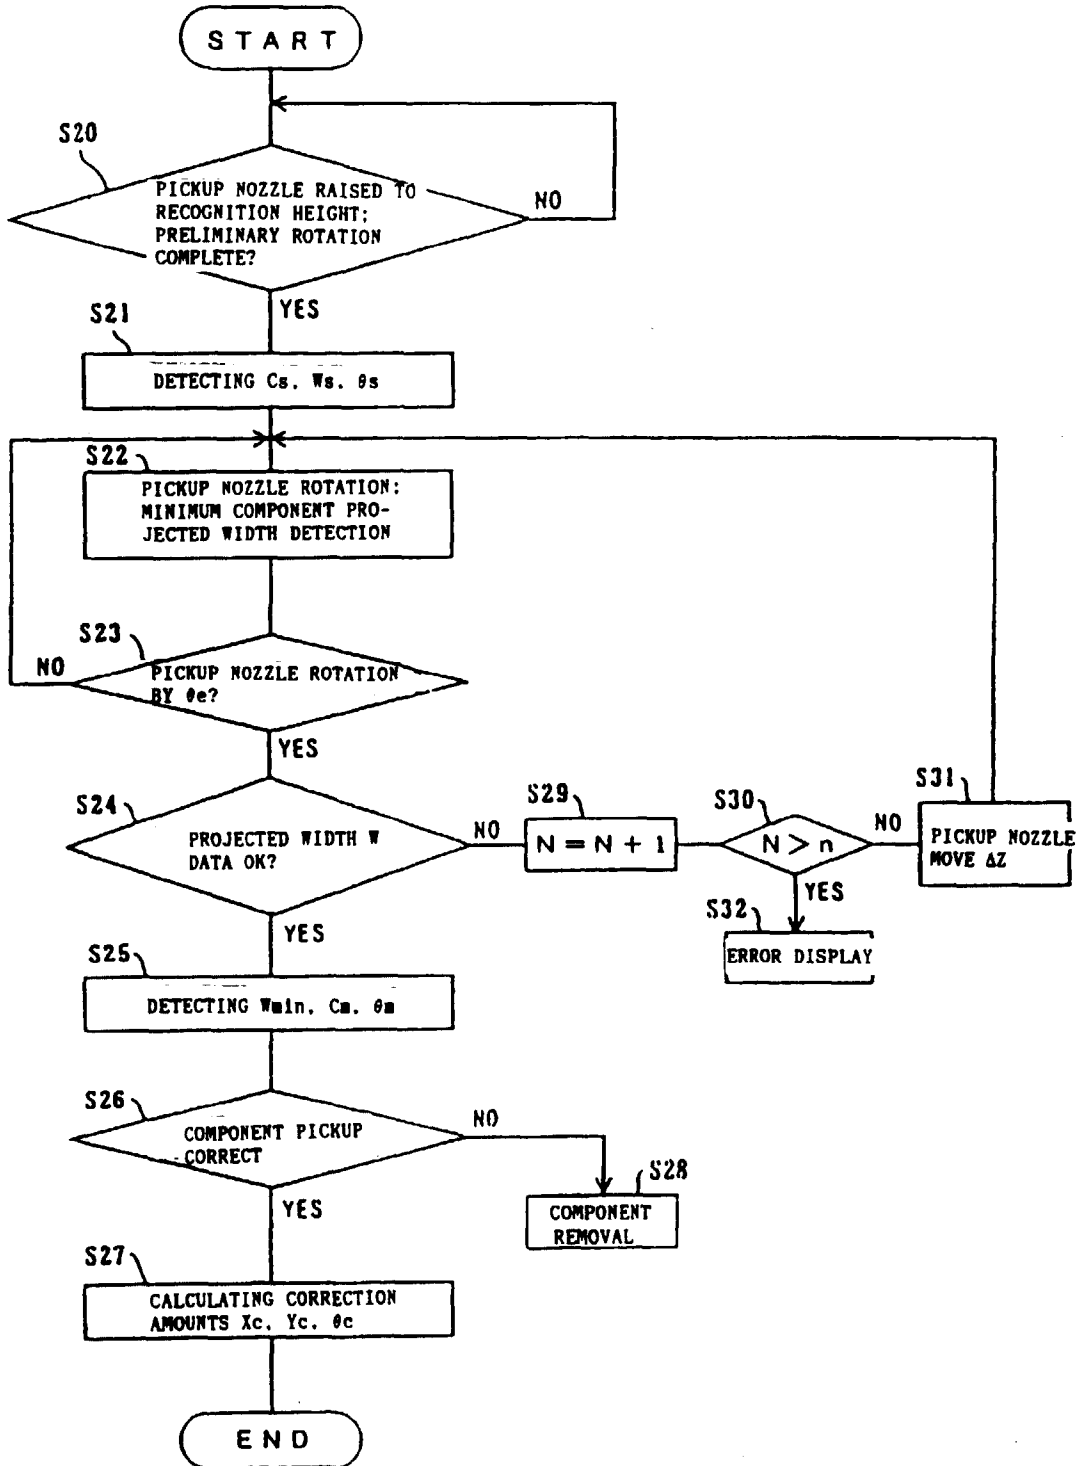 START
S20
PICKUP NOZZLE RAISED TO
RECOGNITION HEIGHT;
PRELIMINARY ROTATION
COMPLETE?
NO
YES
S21
DETECTING Cs, Ws, θs
S22
PICKUP NOZZLE ROTATION;
MINIMUM COMPONENT PRO-
JECTED WIDTH DETECTION
S23
NO
PICKUP NOZZLE ROTATION
BY θe?
YES
S24
PROJECTED WIDTH W
DATA OK?
NO
S29
N = N + 1
S30
N > n
NO
S31
PICKUP NOZZLE
MOVE ΔZ
YES
S32
ERROR DISPLAY
YES
S25
DETECTING Wmin, Cm, θm
S26
COMPONENT PICKUP
CORRECT
NO
S28
COMPONENT
REMOVAL
YES
S27
CALCULATING CORRECTION
AMOUNTS Xc, Yc, θc
END